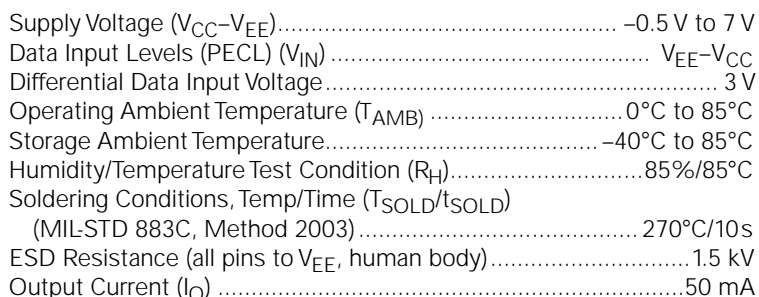 Supply Voltage (VCC–VEE)................................................. –0.5 V to 7 V
Data Input Levels (PECL) (VIN) .............................................. VEE–VCC
Differential Data Input Voltage......................................................... 3 V
Operating Ambient Temperature (TAMB) ............................0°C to 85°C
Storage Ambient Temperature........................................–40°C to 85°C
Humidity/Temperature Test Condition (RH)............................85%/85°C
Soldering Conditions, Temp/Time (TSOLD/tSOLD)
(MIL-STD 883C, Method 2003)........................................270°C/10 s
ESD Resistance (all pins to VEE, human body)..............................1.5 kV
Output Current (IO) ....................................................................50 mA